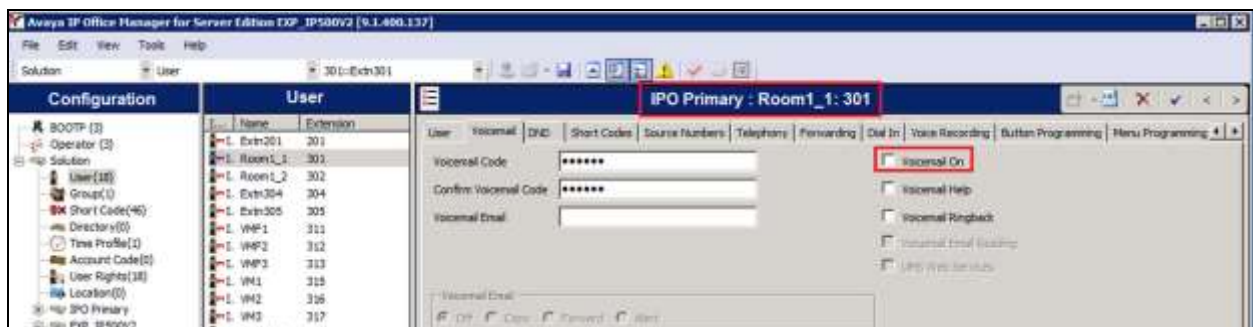 Avaya IP Office Manager for Server Edition EXP_IP500V2 [9.1.400.137]
File Edit View Tools Help
Solution User 301::Extn301
Configuration
BOOTP (3)
Operator (3)
Solution
User(18)
Group(1)
Short Code(46)
Directory(0)
Time Profile(1)
Account Code(0)
User Rights(18)
Location(0)
IPO Primary
EXP_IP500V2
User
Name Extension
Extn201 201
Room1_1 301
Room1_2 302
Extn304 304
Extn305 305
VMP1 311
VMP2 312
VMP3 313
VM1 315
VM2 316
VM3 317
IPO Primary : Room1_1: 301
User Voicemail DND Short Codes Source Numbers Telephony Forwarding Dial In Voice Recording Button Programming Menu Programming
Voicemail Code ●●●●●●
Voicemail On
Confirm Voicemail Code ●●●●●●
Voicemail Help
Voicemail Email
Voicemail Ringback
Voicemail Email Reading
UMS Web Services
Voicemail Email
Off Copy Forward Alert